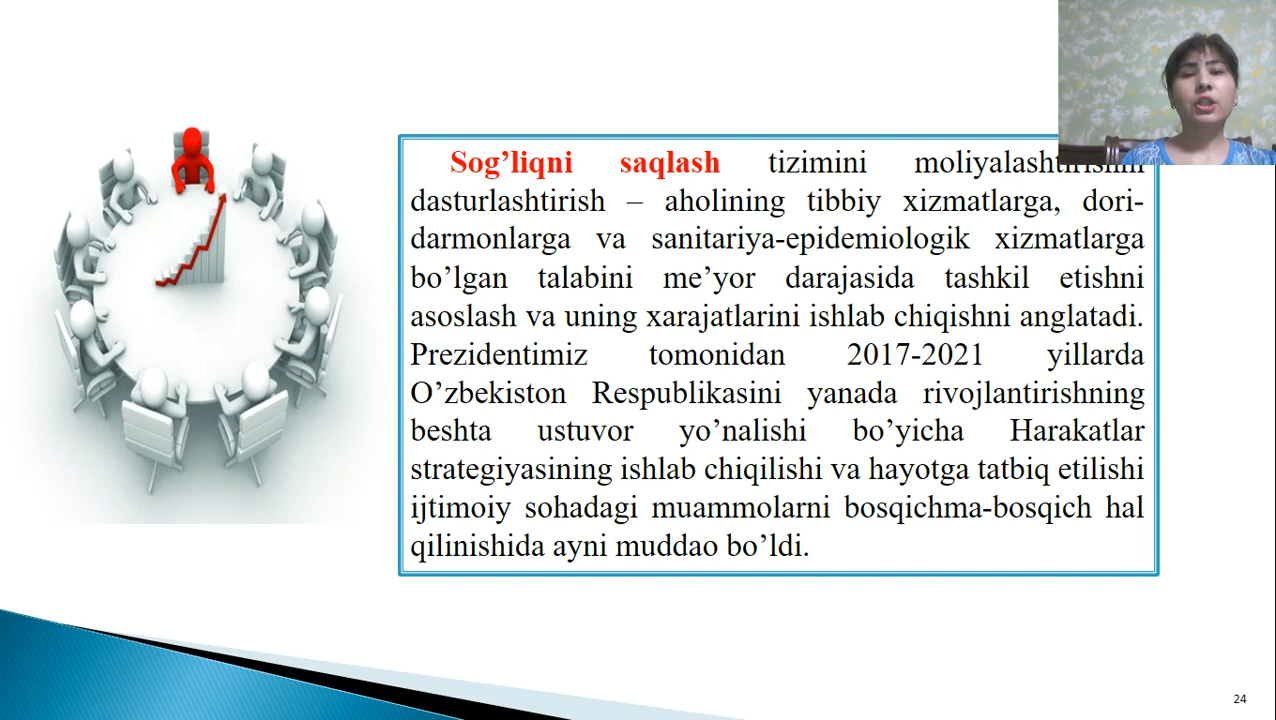 Sog’liqni saqlash tizimini moliyalashtirishni
dasturlashtirish – aholining tibbiy xizmatlarga, dori-
darmonlarga va sanitariya-epidemiologik xizmatlarga
bo’lgan talabini me’yor darajasida tashkil etishni
asoslash va uning xarajatlarini ishlab chiqishni anglatadi.
Prezidentimiz tomonidan 2017-2021 yillarda
O’zbekiston Respublikasini yanada rivojlantirishning
beshta ustuvor yo’nalishi bo’yicha Harakatlar
strategiyasining ishlab chiqilishi va hayotga tatbiq etilishi
ijtimoiy sohadagi muammolarni bosqichma-bosqich hal
qilinishida ayni muddao bo’ldi.
24